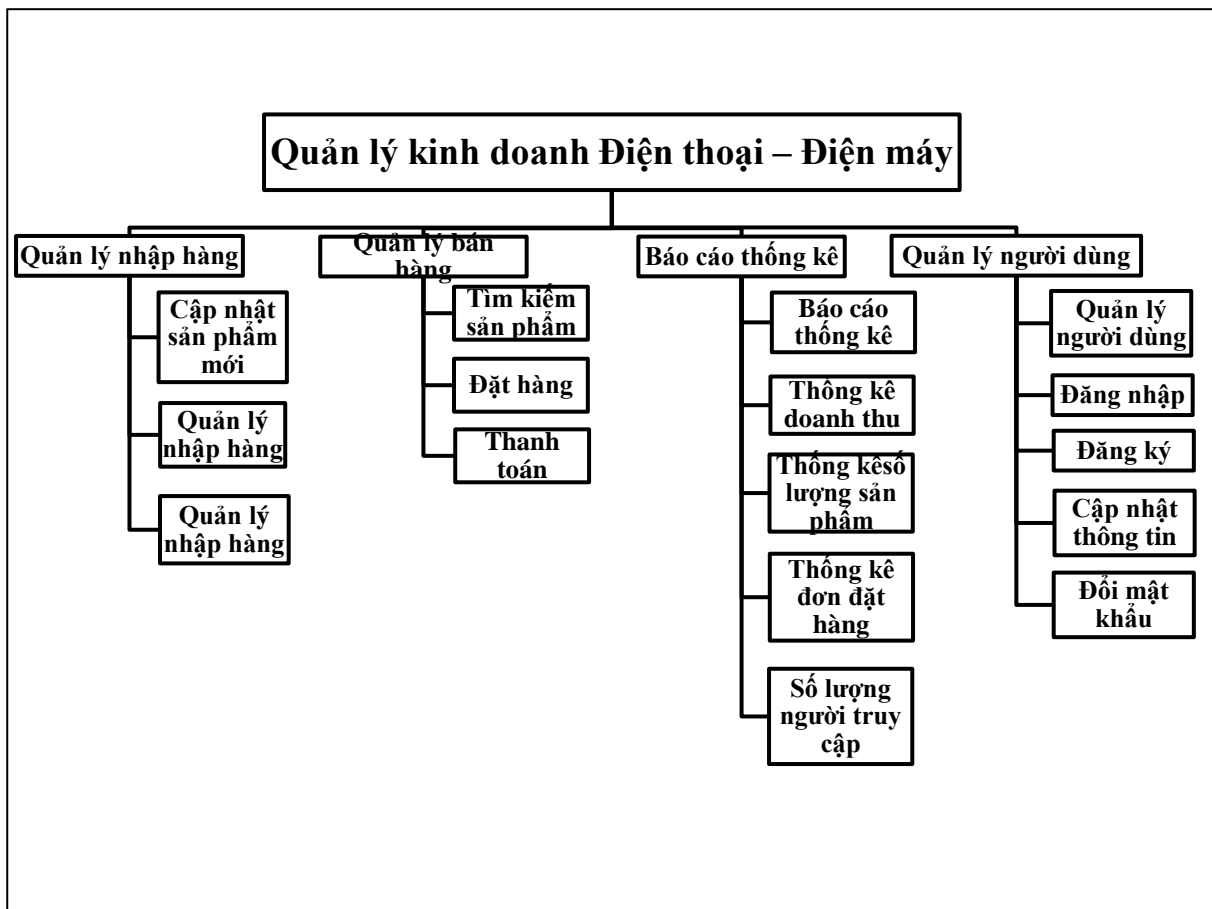 Quản lý kinh doanh Điện thoại – Điện máy
Quản lý nhập hàng
Cập nhật
sản phẩm
mới
Quản lý
nhập hàng
Quản lý
nhập hàng
Quản lý bán
hàng
Tìm kiếm
sản phẩm
Đặt hàng
Thanh
toán
Báo cáo thống kê
Báo cáo
thống kê
Thống kê
doanh thu
Thống kêsố
lượng sản
phẩm
Thống kê
đơn đặt
hàng
Số lượng
người truy
cập
Quản lý người dùng
Quản lý
người dùng
Đăng nhập
Đăng ký
Cập nhật
thông tin
Đổi mật
khẩu